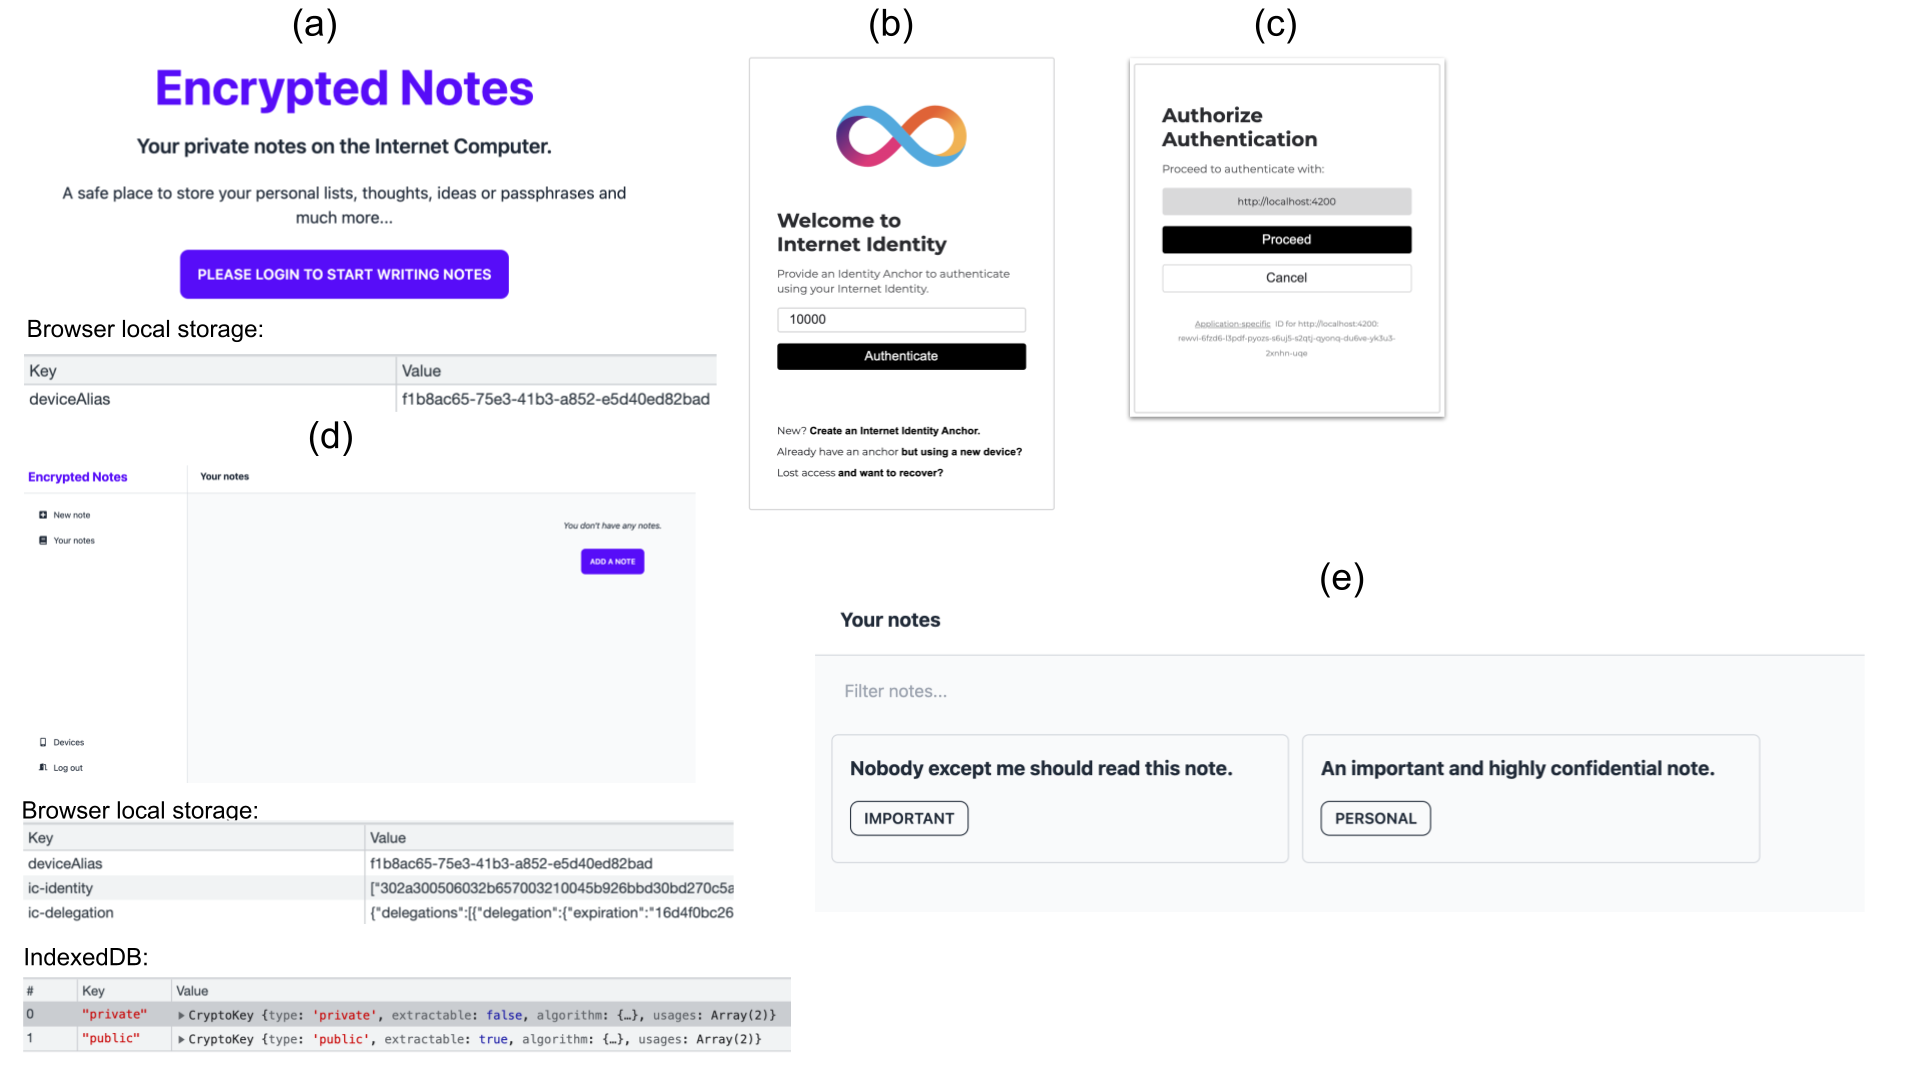 (a)
Encrypted Notes
Your private notes on the Internet Computer.
A safe place to store your personal lists, thoughts, ideas or passphrases and
much more...
PLEASE LOGIN TO START WRITING NOTES
Browser local storage:
Key Value
deviceAlias f1b8ac65-75e3-41b3-a852-e5d40ed82bad
(b)
Welcome to
Internet Identity
Provide an Identity Anchor to authenticate
using your Internet Identity.
10000
Authenticate
New? Create an Internet Identity Anchor.
Already have an anchor but using a new device?
Lost access and want to recover?
(c)
Authorize
Authentication
Proceed to authenticate with:
http://localhost:4200
Proceed
Cancel
Application-specific ID for http://localhost:4200:
rewvi-6fzd6-l3pdf-pyozs-s6uj5-s2qtj-qyonq-du6ve-yk3u3-
2xnhn-uqe
(d)
Encrypted Notes
Your notes
New note
Your notes
You don't have any notes.
ADD A NOTE
Devices
Log out
Browser local storage:
Key Value
deviceAlias f1b8ac65-75e3-41b3-a852-e5d40ed82bad
ic-identity ["302a300506032b657003210045b926bbd30bd270c5a
ic-delegation {"delegations":[{"delegation":{"expiration":"16d4f0bc26
IndexedDB:
# Key Value
0 "private" ▶CryptoKey {type: 'private', extractable: false, algorithm: {…}, usages: Array(2)}
1 "public" ▶CryptoKey {type: 'public', extractable: true, algorithm: {…}, usages: Array(2)}
(e)
Your notes
Filter notes...
Nobody except me should read this note.
IMPORTANT
An important and highly confidential note.
PERSONAL